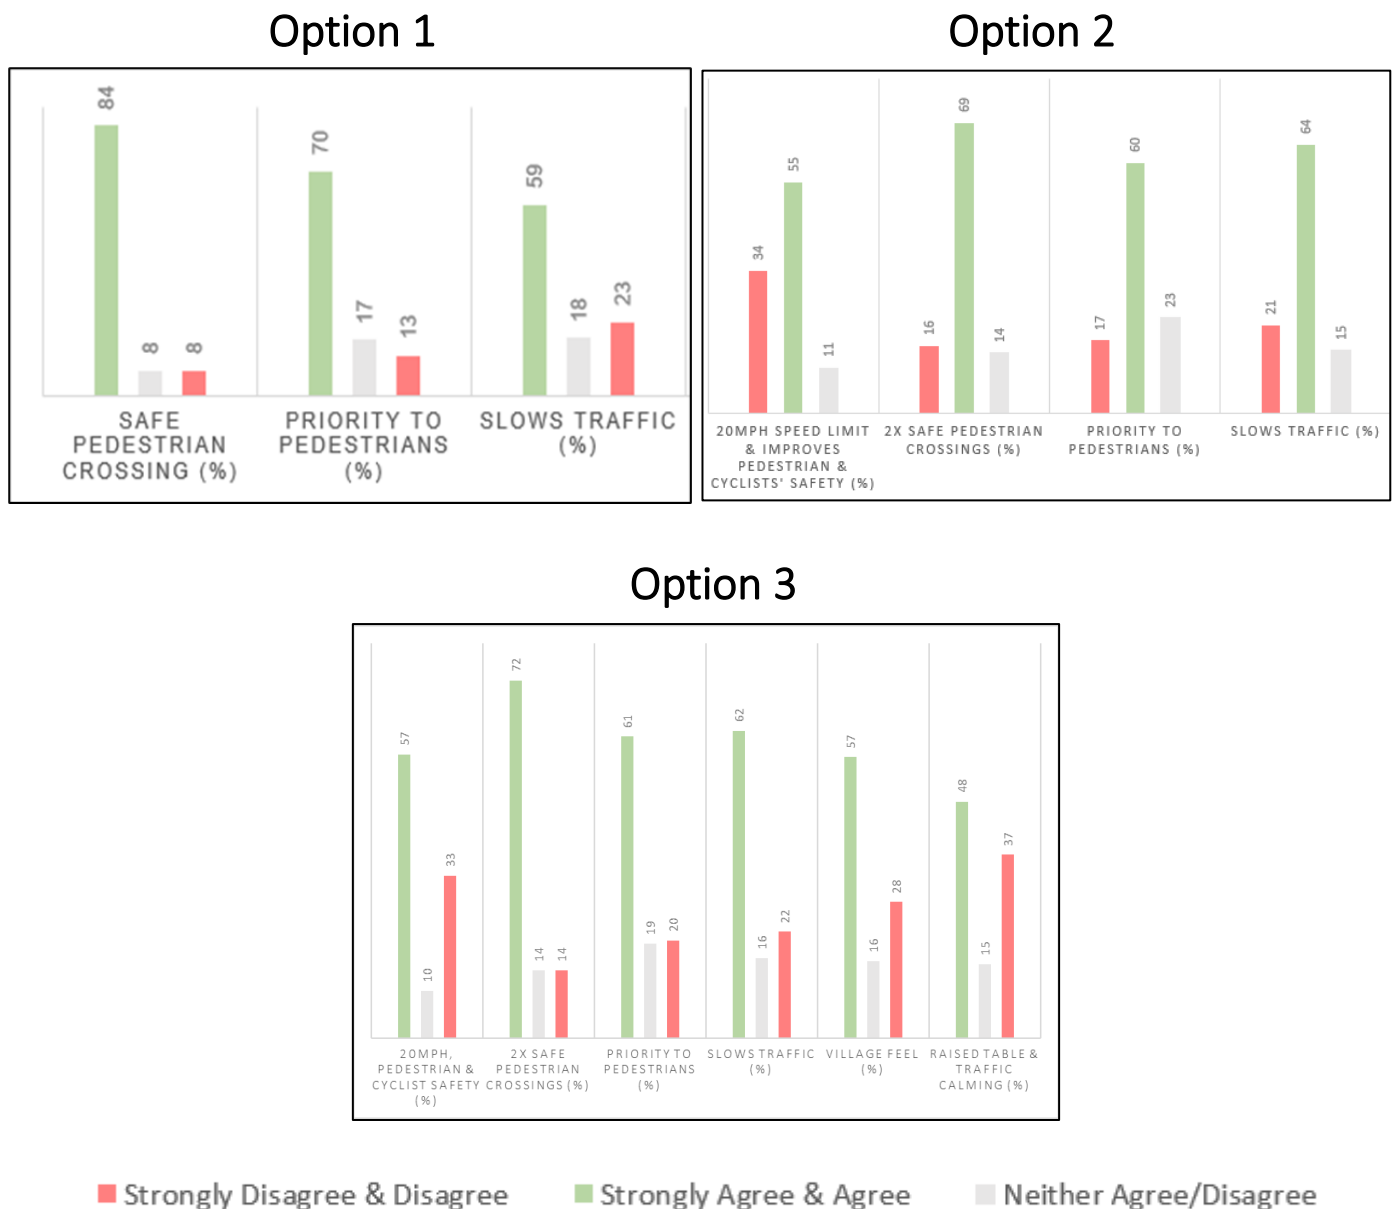 Option 1
84
8
8
70
17
13
59
18
23
SAFE
PEDESTRIAN
CROSSING (%)
PRIORITY TO
PEDESTRIANS
(%)
SLOWS TRAFFIC
(%)
Option 2
34
55
11
16
69
14
17
60
23
21
64
15
20MPH SPEED LIMIT
& IMPROVES
PEDESTRIAN &
CYCLISTS' SAFETY (%)
2X SAFE PEDESTRIAN
CROSSINGS (%)
PRIORITY TO
PEDESTRIANS (%)
SLOWS TRAFFIC (%)
Option 3
57
10
33
72
14
14
61
19
20
62
16
22
57
16
28
48
15
37
20MPH,
PEDESTRIAN &
CYCLIST SAFETY
(%)
2X SAFE
PEDESTRIAN
CROSSINGS (%)
PRIORITY TO
PEDESTRIANS
(%)
SLOWS TRAFFIC
(%)
VILLAGE FEEL
(%)
RAISED TABLE &
TRAFFIC
CALMING (%)
Strongly Disagree & Disagree
Strongly Agree & Agree
Neither Agree/Disagree